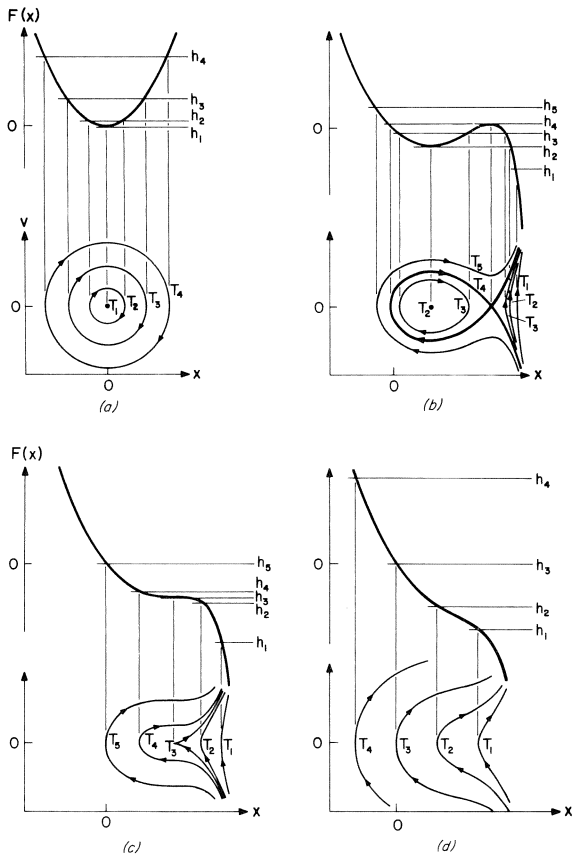 F(x)
h₄
h₃
h₂
h₁
0
v
0
T₁ T₂ T₃ T₄
0
x
(a)
h₅
h₄
h₃
h₂
h₁
0
T₅
T₄
T₁
T₂
T₃
T₂ T₃
0
0
x
(b)
F(x)
0
h₅
h₄
h₃
h₂
h₁
0
T₅ T₄ T₃ T₂ T₁
0
x
(c)
h₄
0
h₃
h₂
h₁
0
T₄ T₃ T₂ T₁
0
x
(d)